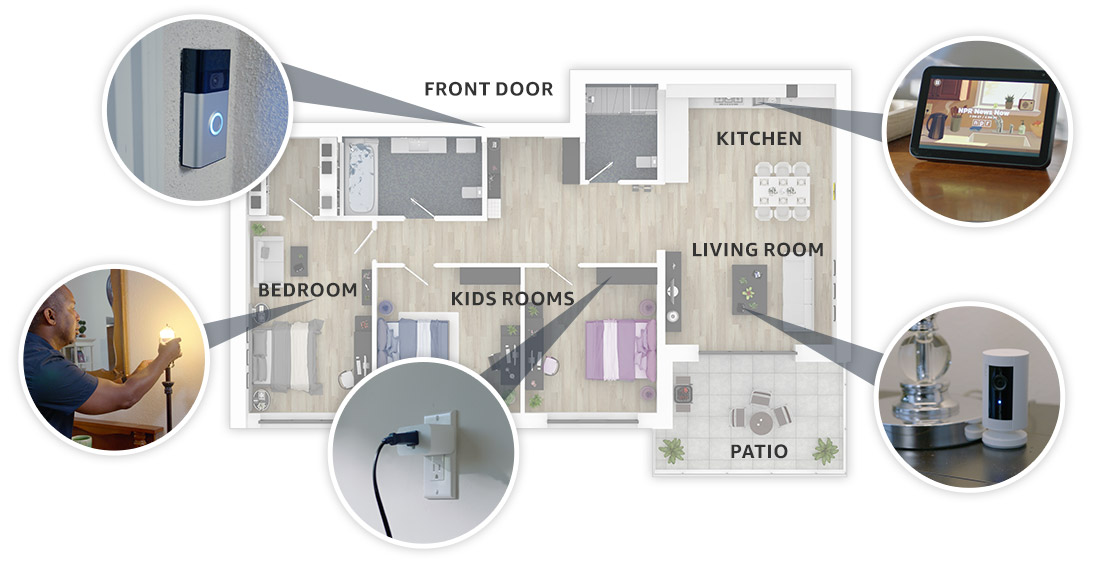 FRONT DOOR
KITCHEN
NPR News Now
LIVING ROOM
BEDROOM
KIDS ROOMS
PATIO